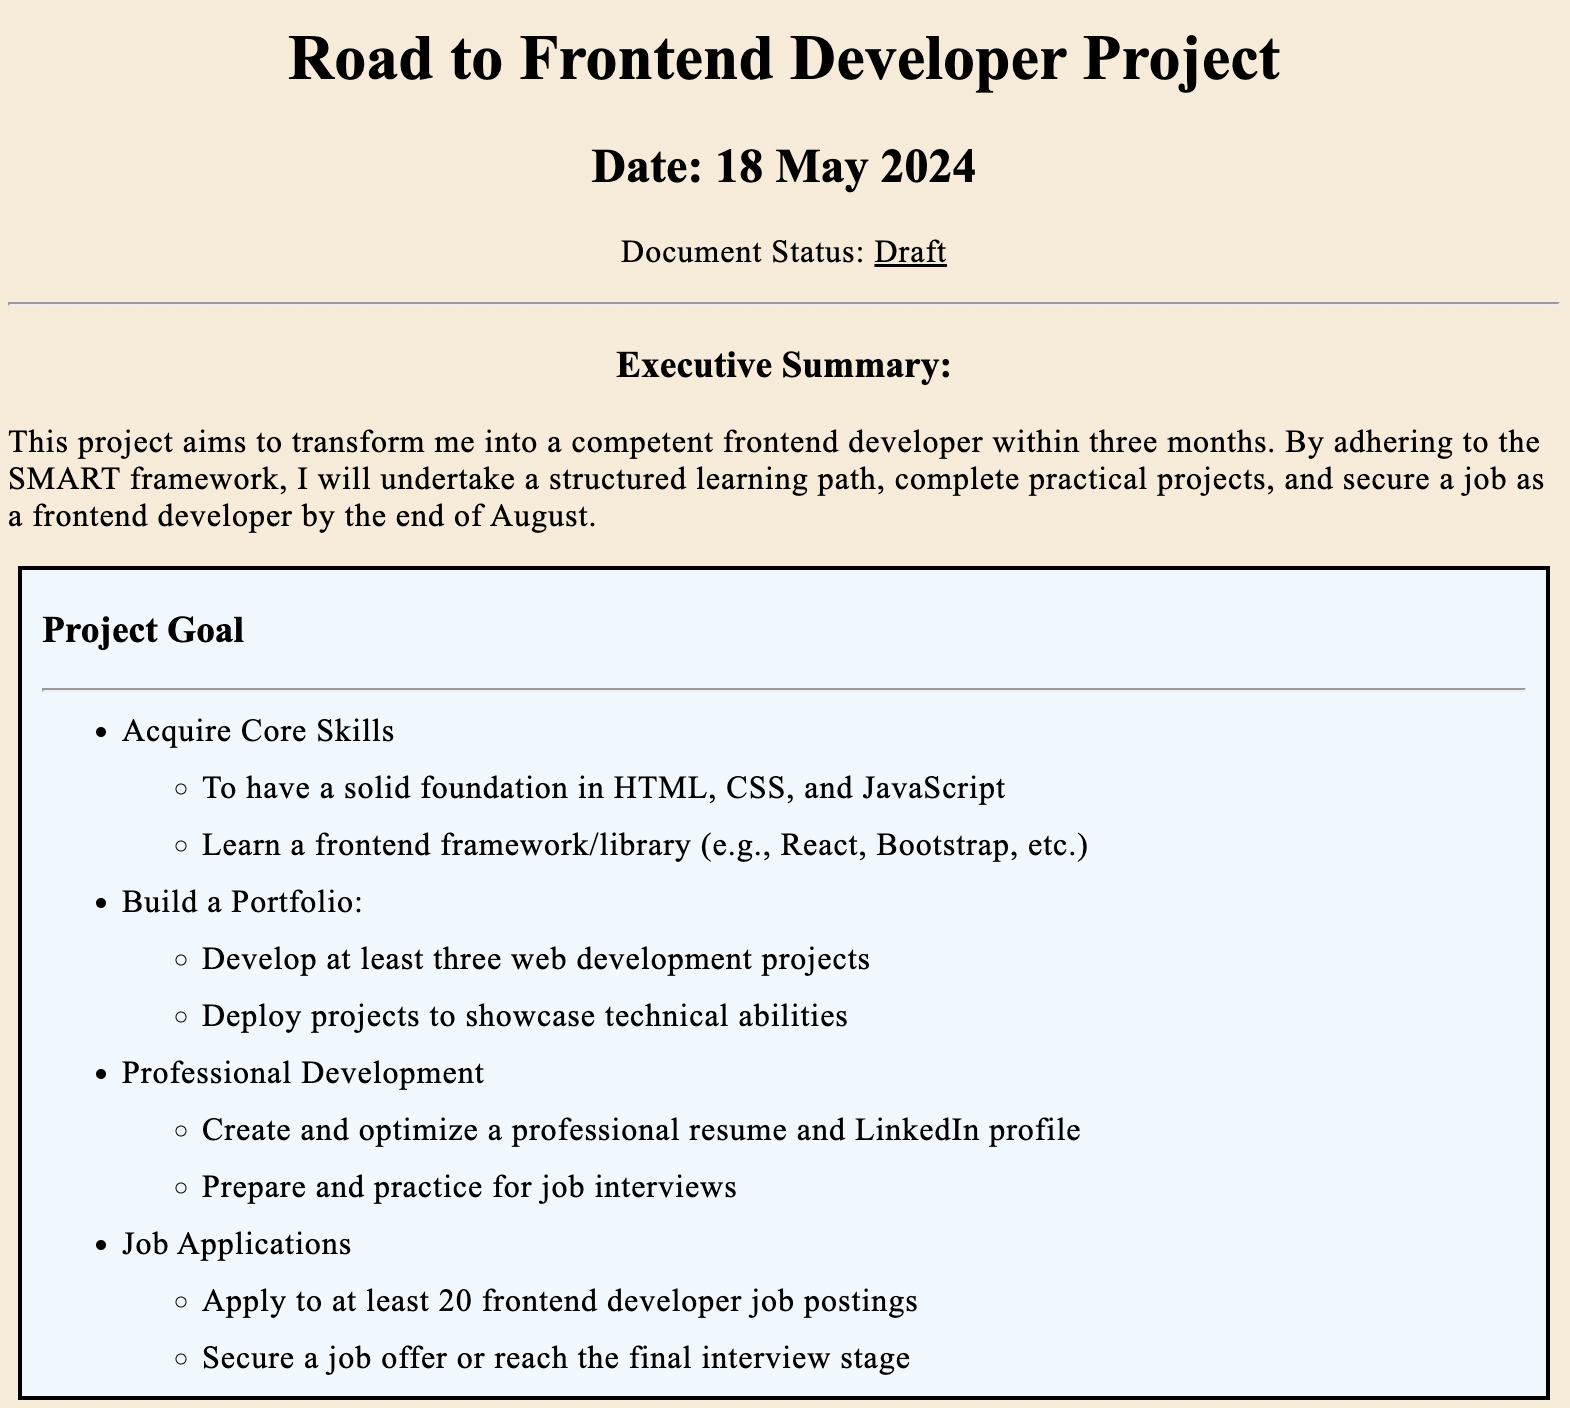 Road to Frontend Developer Project
Date: 18 May 2024
Document Status: Draft
Executive Summary:
This project aims to transform me into a competent frontend developer within three months. By adhering to the
SMART framework, I will undertake a structured learning path, complete practical projects, and secure a job as
a frontend developer by the end of August.
Project Goal
Acquire Core Skills
To have a solid foundation in HTML, CSS, and JavaScript
Learn a frontend framework/library (e.g., React, Bootstrap, etc.)
Build a Portfolio:
Develop at least three web development projects
Deploy projects to showcase technical abilities
Professional Development
Create and optimize a professional resume and LinkedIn profile
Prepare and practice for job interviews
Job Applications
Apply to at least 20 frontend developer job postings
Secure a job offer or reach the final interview stage